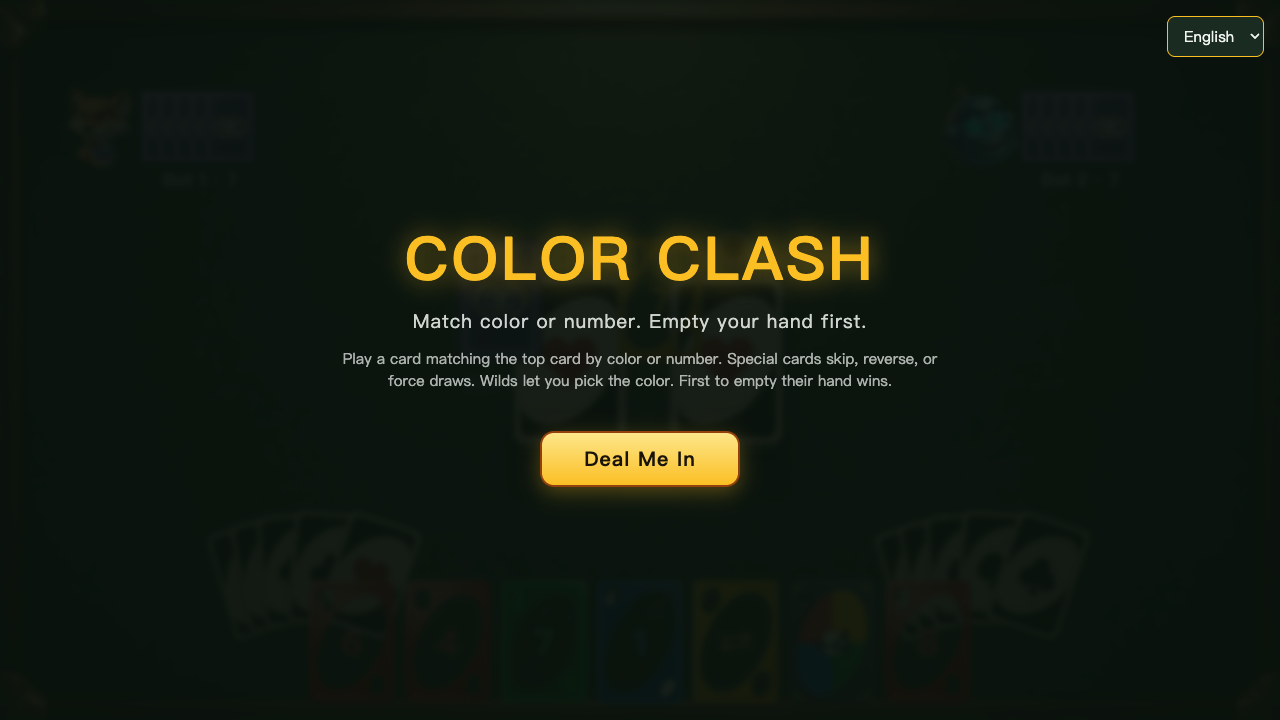 English
COLOR CLASH
Match color or number. Empty your hand first.
Play a card matching the top card by color or number. Special cards skip, reverse, or
force draws. Wilds let you pick the color. First to empty their hand wins.
Deal Me In